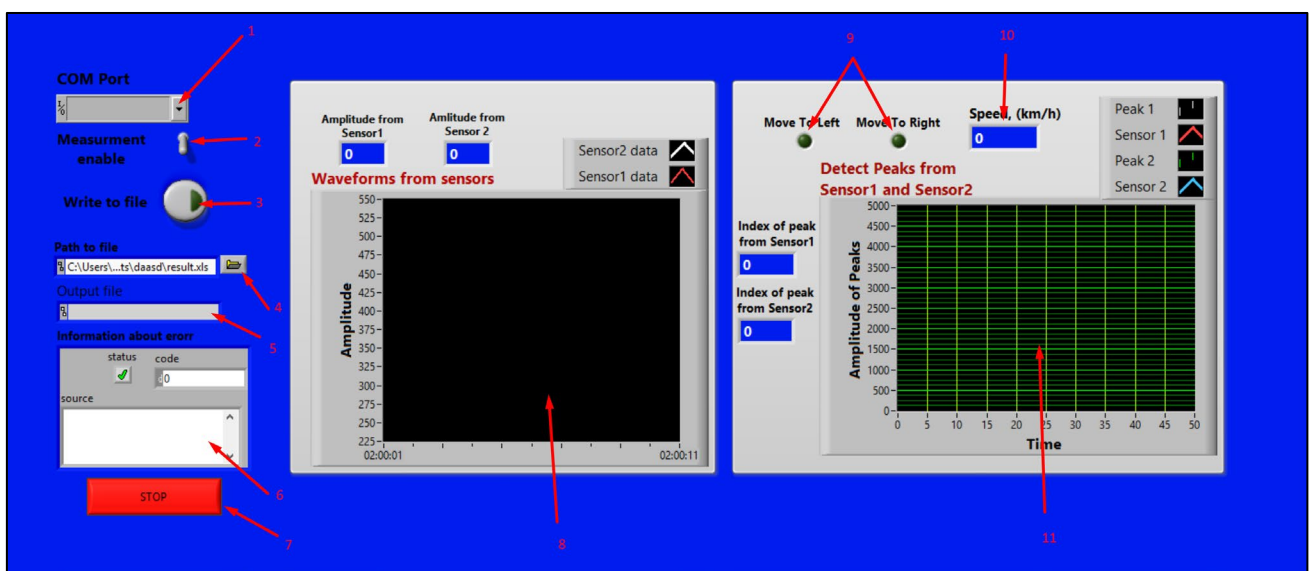 1
COM Port
I/O
Measurment
enable
2
Write to file
3
Path to file
C:\Users\...ts\daasd\result.xls
4
Output file
5
Information about erorr
status
code
0
source
6
STOP
7
Amplitude from
Sensor1
0
Amlitude from
Sensor 2
0
Sensor2 data
Sensor1 data
Waveforms from sensors
Amplitude
550
525
500
475
450
425
400
375
350
325
300
275
250
225
02:00:01
02:00:11
8
9
10
Move To Left
Move To Right
Speed, (km/h)
0
Peak 1
Sensor 1
Peak 2
Sensor 2
Detect Peaks from
Sensor1 and Sensor2
Index of peak
from Sensor1
0
Index of peak
from Sensor2
0
Amplitude of Peaks
5000
4500
4000
3500
3000
2500
2000
1500
1000
500
0
0 5 10 15 20 25 30 35 40 45 50
Time
11